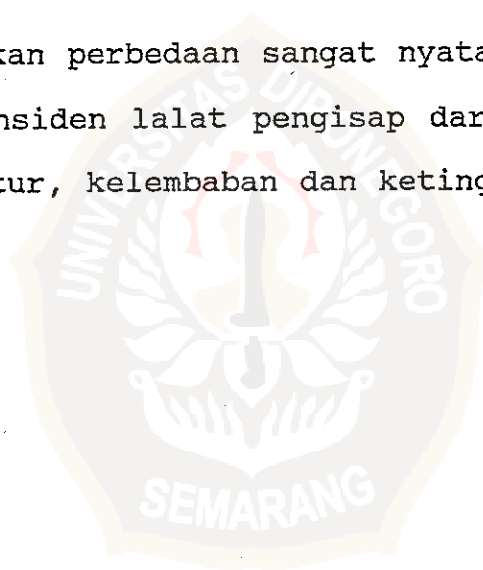 kan perbedaan sangat nyata
nsiden lalat pengisap dar
tur, kelembaban dan keting
UNIVERSITAS DIPONEGORO
SEMARANG